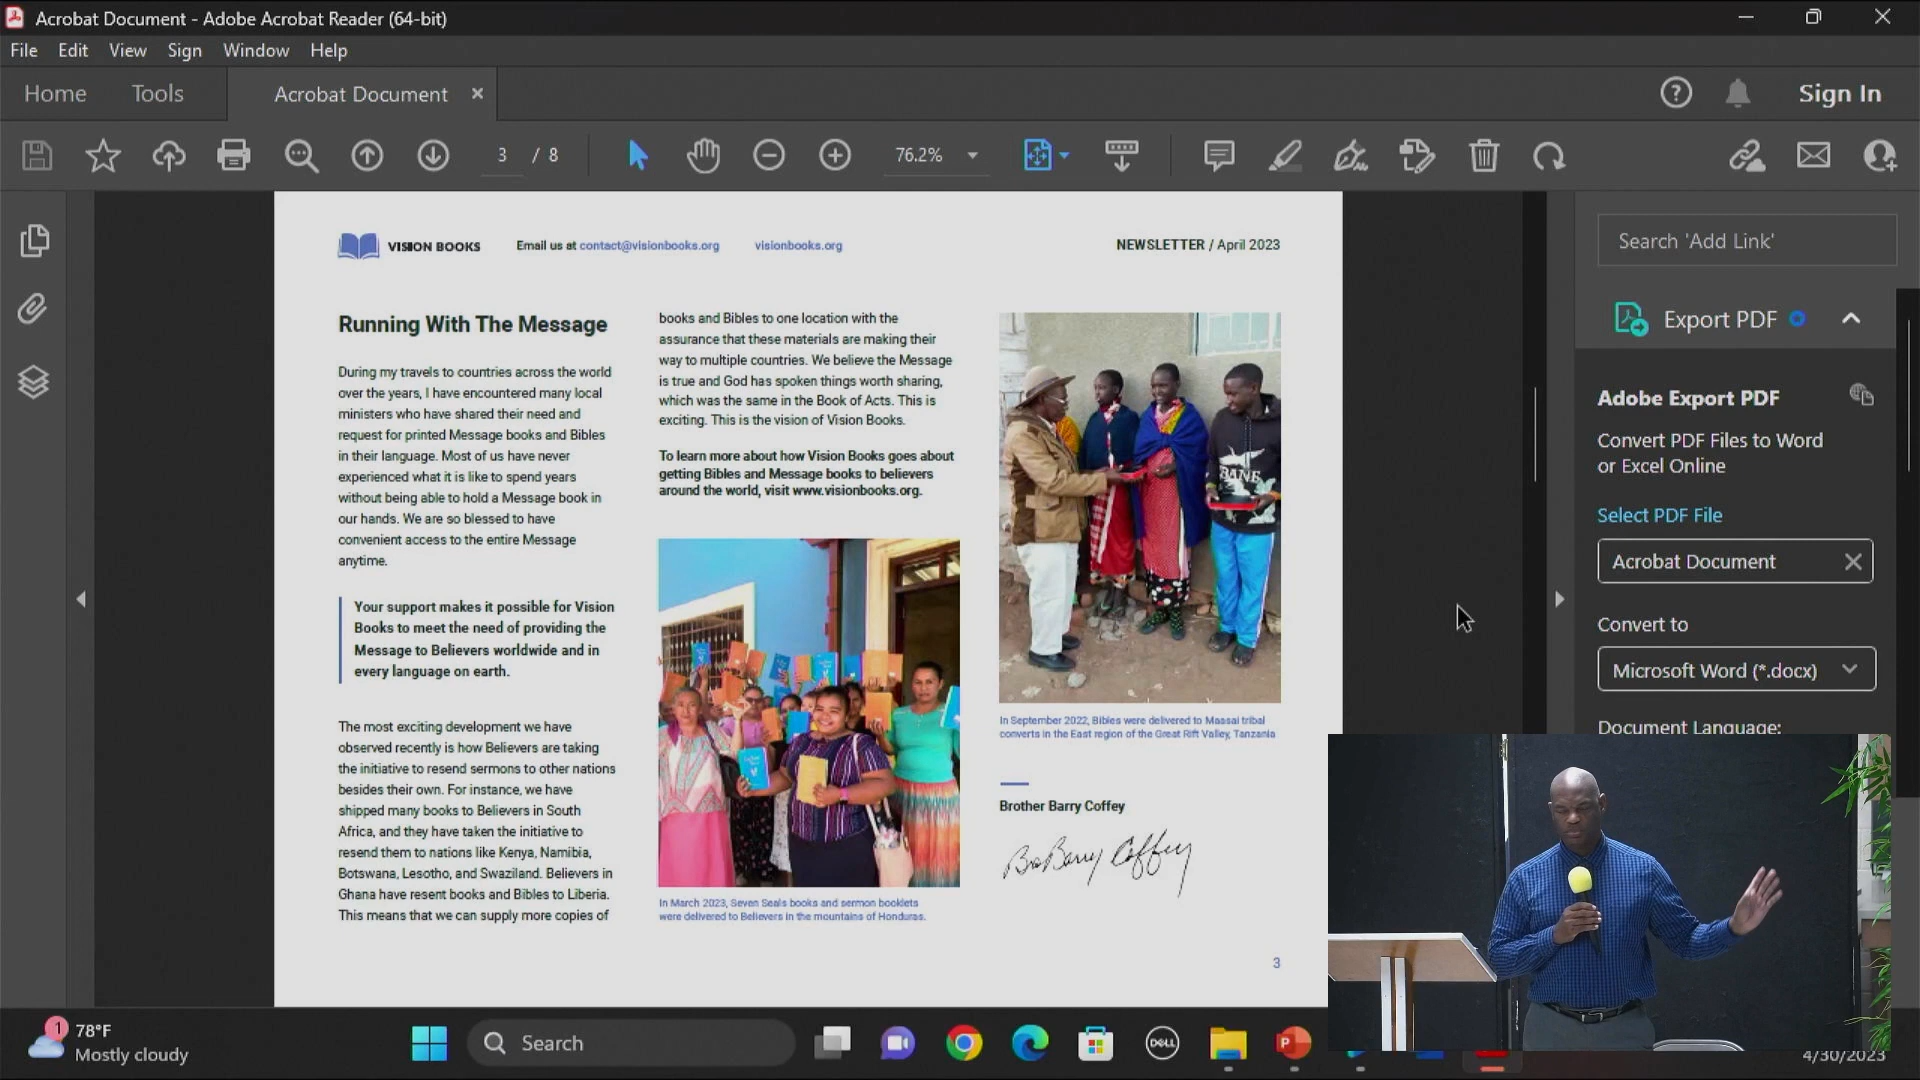 Acrobat Document - Adobe Acrobat Reader (64-bit)
File Edit View Sign Window Help
Home Tools Acrobat Document
Sign In
3 / 8
76.2%
VISION BOOKS
Email us at contact@visionbooks.org
visionbooks.org
NEWSLETTER / April 2023
Running With The Message
During my travels to countries across the world
over the years, I have encountered many local
ministers who have shared their need and
request for printed Message books and Bibles
in their language. Most of us have never
experienced what it is like to spend years
without being able to hold a Message book in
our hands. We are so blessed to have
convenient access to the entire Message
anytime.
Your support makes it possible for Vision
Books to meet the need of providing the
Message to Believers worldwide and in
every language on earth.
The most exciting development we have
observed recently is how Believers are taking
the initiative to resend sermons to other nations
besides their own. For instance, we have
shipped many books to Believers in South
Africa, and they have taken the initiative to
resend them to nations like Kenya, Namibia,
Botswana, Lesotho, and Swaziland. Believers in
Ghana have resent books and Bibles to Liberia.
This means that we can supply more copies of
books and Bibles to one location with the
assurance that these materials are making their
way to multiple countries. We believe the Message
is true and God has spoken things worth sharing,
which was the same in the Book of Acts. This is
exciting. This is the vision of Vision Books.
To learn more about how Vision Books goes about
getting Bibles and Message books to believers
around the world, visit www.visionbooks.org.
In March 2023, Seven Seals books and sermon booklets
were delivered to Believers in the mountains of Honduras.
In September 2022, Bibles were delivered to Maasai tribal
converts in the East region of the Great Rift Valley, Tanzania
Brother Barry Coffey
Bro Barry Coffey
3
Search 'Add Link'
Export PDF
Adobe Export PDF
Convert PDF Files to Word
or Excel Online
Select PDF File
Acrobat Document
Convert to
Microsoft Word (*.docx)
Document Language:
1
78°F
Mostly cloudy
Search
DELL
4/30/2023